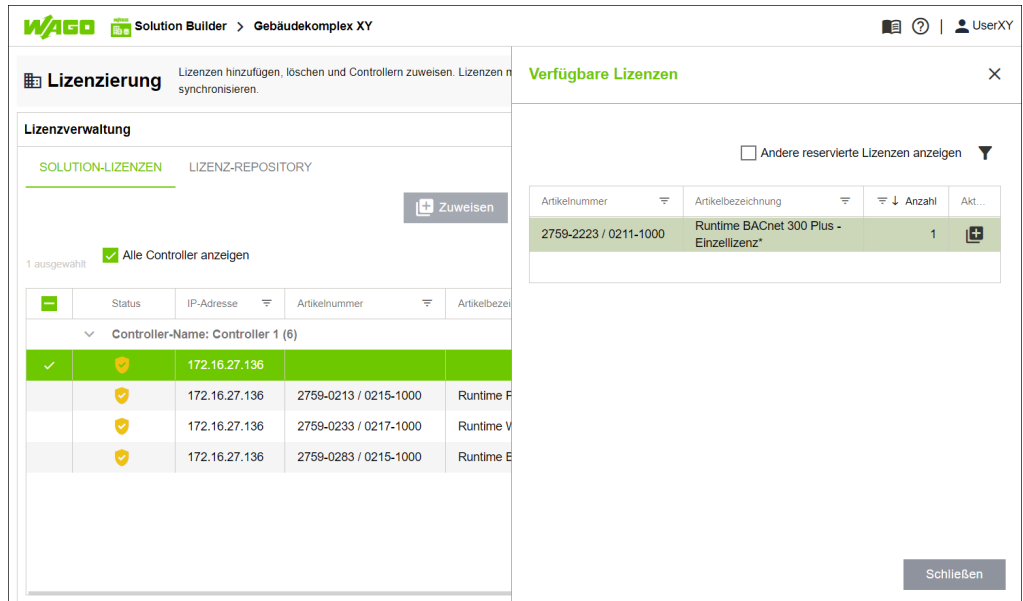 WAGO Solution Builder > Gebäudekomplex XY | UserXY
Lizenzierung
Lizenzen hinzufügen, löschen und Controllern zuweisen. Lizenzen
synchronisieren.
Lizenzverwaltung
SOLUTION-LIZENZEN LIZENZ-REPOSITORY
Zuweisen
1 ausgewählt
Alle Controller anzeigen
Status IP-Adresse Artikelnummer Artikelbezei
Controller-Name: Controller 1 (6)
172.16.27.136
172.16.27.136 2759-0213 / 0215-1000 Runtime
172.16.27.136 2759-0233 / 0217-1000 Runtime
172.16.27.136 2759-0283 / 0215-1000 Runtime
Verfügbare Lizenzen
Andere reservierte Lizenzen anzeigen
Artikelnummer Artikelbezeichnung Anzahl Akt...
2759-2223 / 0211-1000 Runtime BACnet 300 Plus - 1
Einzellizenz*
Schließen